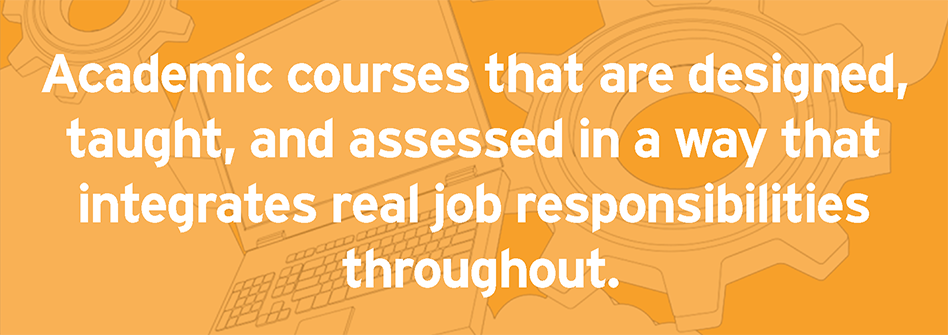 Academic courses that are designed,
taught, and assessed in a way that
integrates real job responsibilities
throughout.